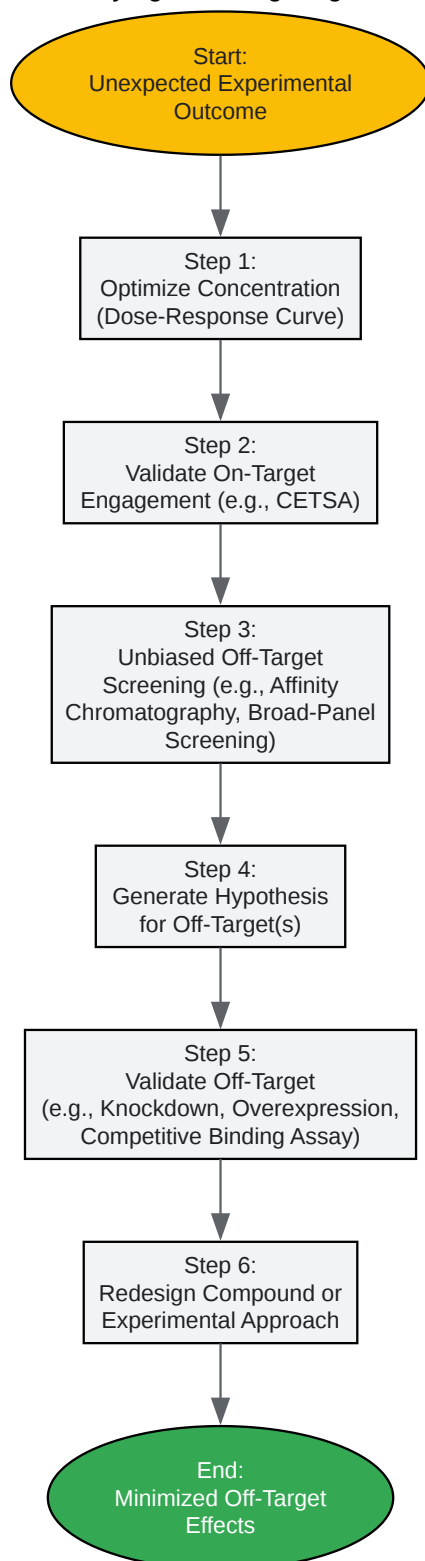 Start:
Unexpected Experimental
Outcome
Step 1:
Optimize Concentration
(Dose-Response Curve)
Step 2:
Validate On-Target
Engagement (e.g., CETSA)
Step 3:
Unbiased Off-Target
Screening (e.g., Affinity
Chromatography, Broad-Panel
Screening)
Step 4:
Generate Hypothesis
for Off-Target(s)
Step 5:
Validate Off-Target
(e.g., Knockdown, Overexpression,
Competitive Binding Assay)
Step 6:
Redesign Compound or
Experimental Approach
End:
Minimized Off-Target
Effects